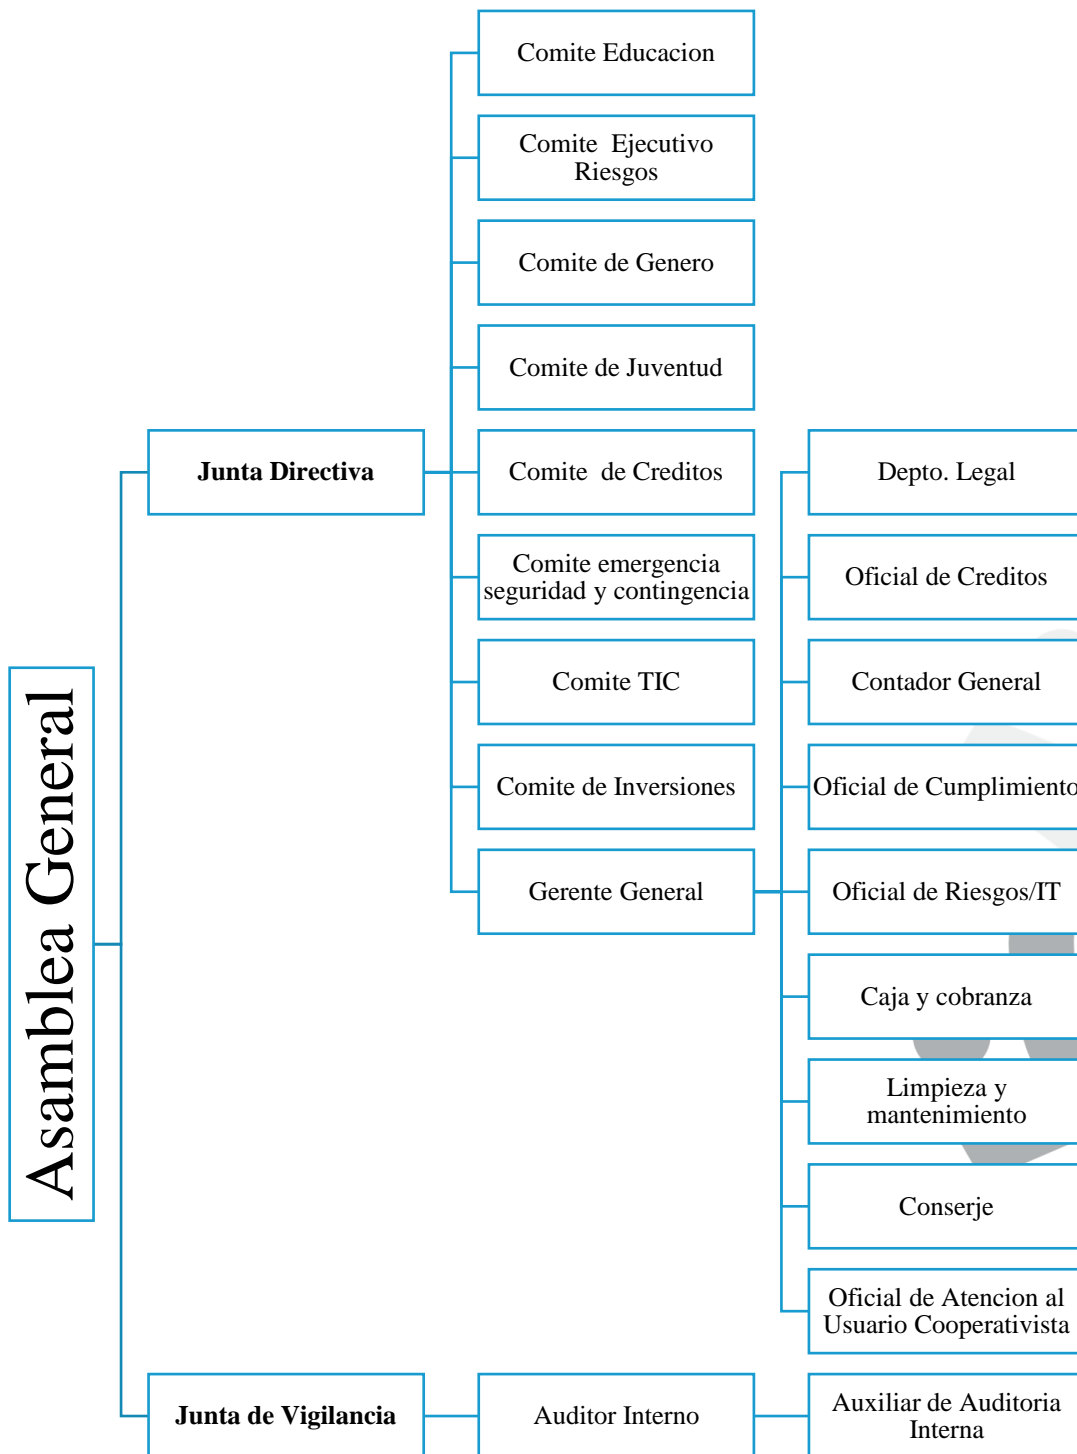 Asamblea General
Junta Directiva
Comite Educacion
Comite  Ejecutivo
Riesgos
Comite de Genero
Comite de Juventud
Comite  de Creditos
Comite emergencia
seguridad y contingencia
Comite TIC
Comite de Inversiones
Gerente General
Depto. Legal
Oficial de Creditos
Contador General
Oficial de Cumplimiento
Oficial de Riesgos/IT
Caja y cobranza
Limpieza y
mantenimiento
Conserje
Oficial de Atencion al
Usuario Cooperativista
Junta de Vigilancia
Auditor Interno
Auxiliar de Auditoria
Interna